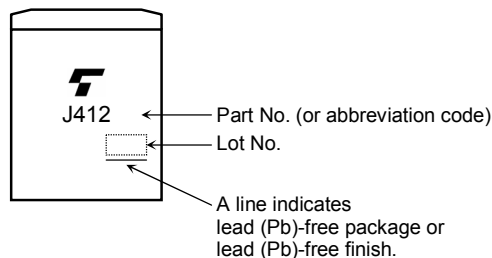 J412
Part No. (or abbreviation code)
Lot No.
A line indicates
lead (Pb)-free package or
lead (Pb)-free finish.